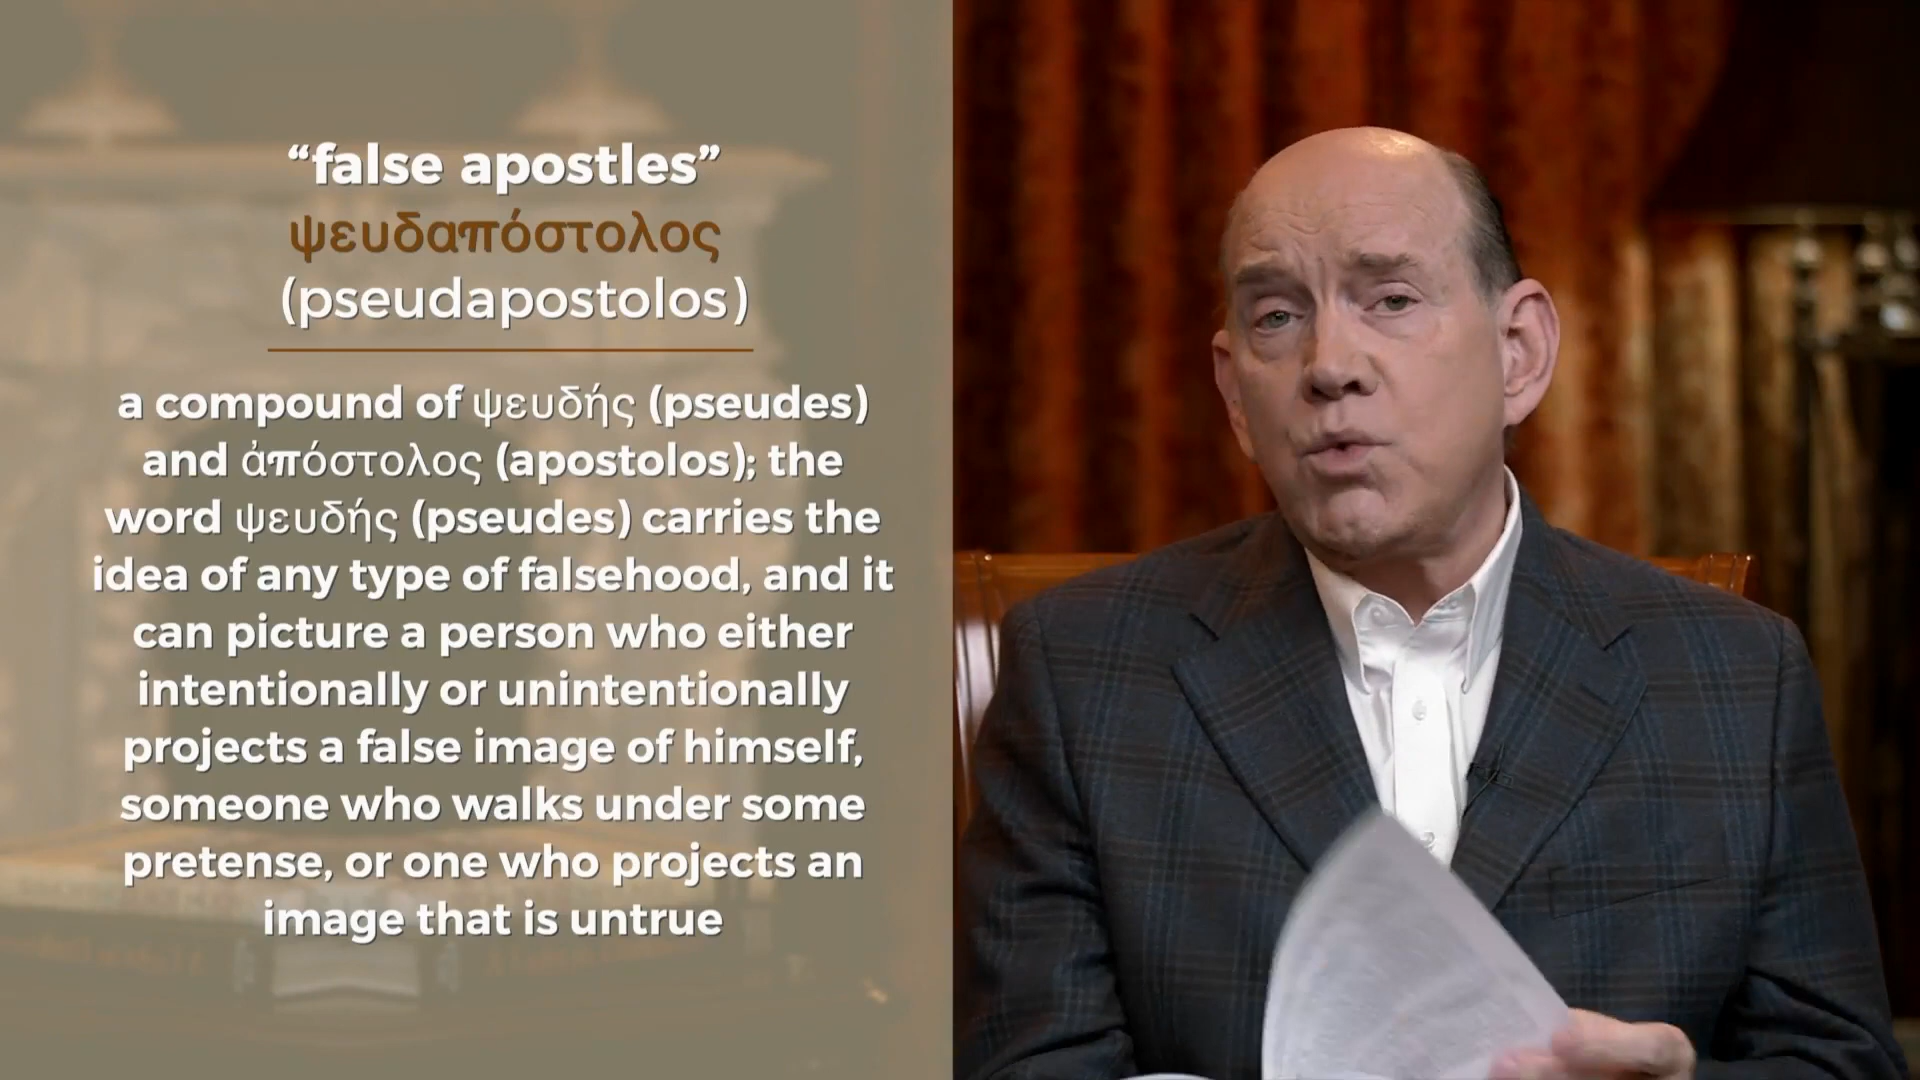 “false apostles”
ψευδαπόστολος
(pseudapostolos)
a compound of ψευδής (pseudes)
and ἀπόστολος (apostolos); the
word ψευδής (pseudes) carries the
idea of any type of falsehood, and it
can picture a person who either
intentionally or unintentionally
projects a false image of himself,
someone who walks under some
pretense, or one who projects an
image that is untrue